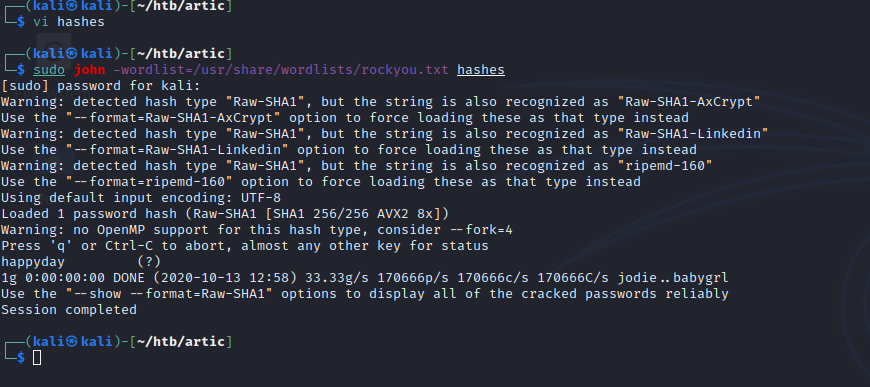 ┌──(kali㉿kali)-[~/htb/artic]
└─$ vi hashes
┌──(kali㉿kali)-[~/htb/artic]
└─$ sudo john -wordlist=/usr/share/wordlists/rockyou.txt hashes
[sudo] password for kali:
Warning: detected hash type "Raw-SHA1", but the string is also recognized as "Raw-SHA1-AxCrypt"
Use the "--format=Raw-SHA1-AxCrypt" option to force loading these as that type instead
Warning: detected hash type "Raw-SHA1", but the string is also recognized as "Raw-SHA1-Linkedin"
Use the "--format=Raw-SHA1-Linkedin" option to force loading these as that type instead
Warning: detected hash type "Raw-SHA1", but the string is also recognized as "ripemd-160"
Use the "--format=ripemd-160" option to force loading these as that type instead
Using default input encoding: UTF-8
Loaded 1 password hash (Raw-SHA1 [SHA1 256/256 AVX2 8x])
Warning: no OpenMP support for this hash type, consider --fork=4
Press 'q' or Ctrl-C to abort, almost any other key for status
happyday         (?)
1g 0:00:00:00 DONE (2020-10-13 12:58) 33.33g/s 170666p/s 170666c/s 170666C/s jodie..babygrl
Use the "--show --format=Raw-SHA1" options to display all of the cracked passwords reliably
Session completed
┌──(kali㉿kali)-[~/htb/artic]
└─$